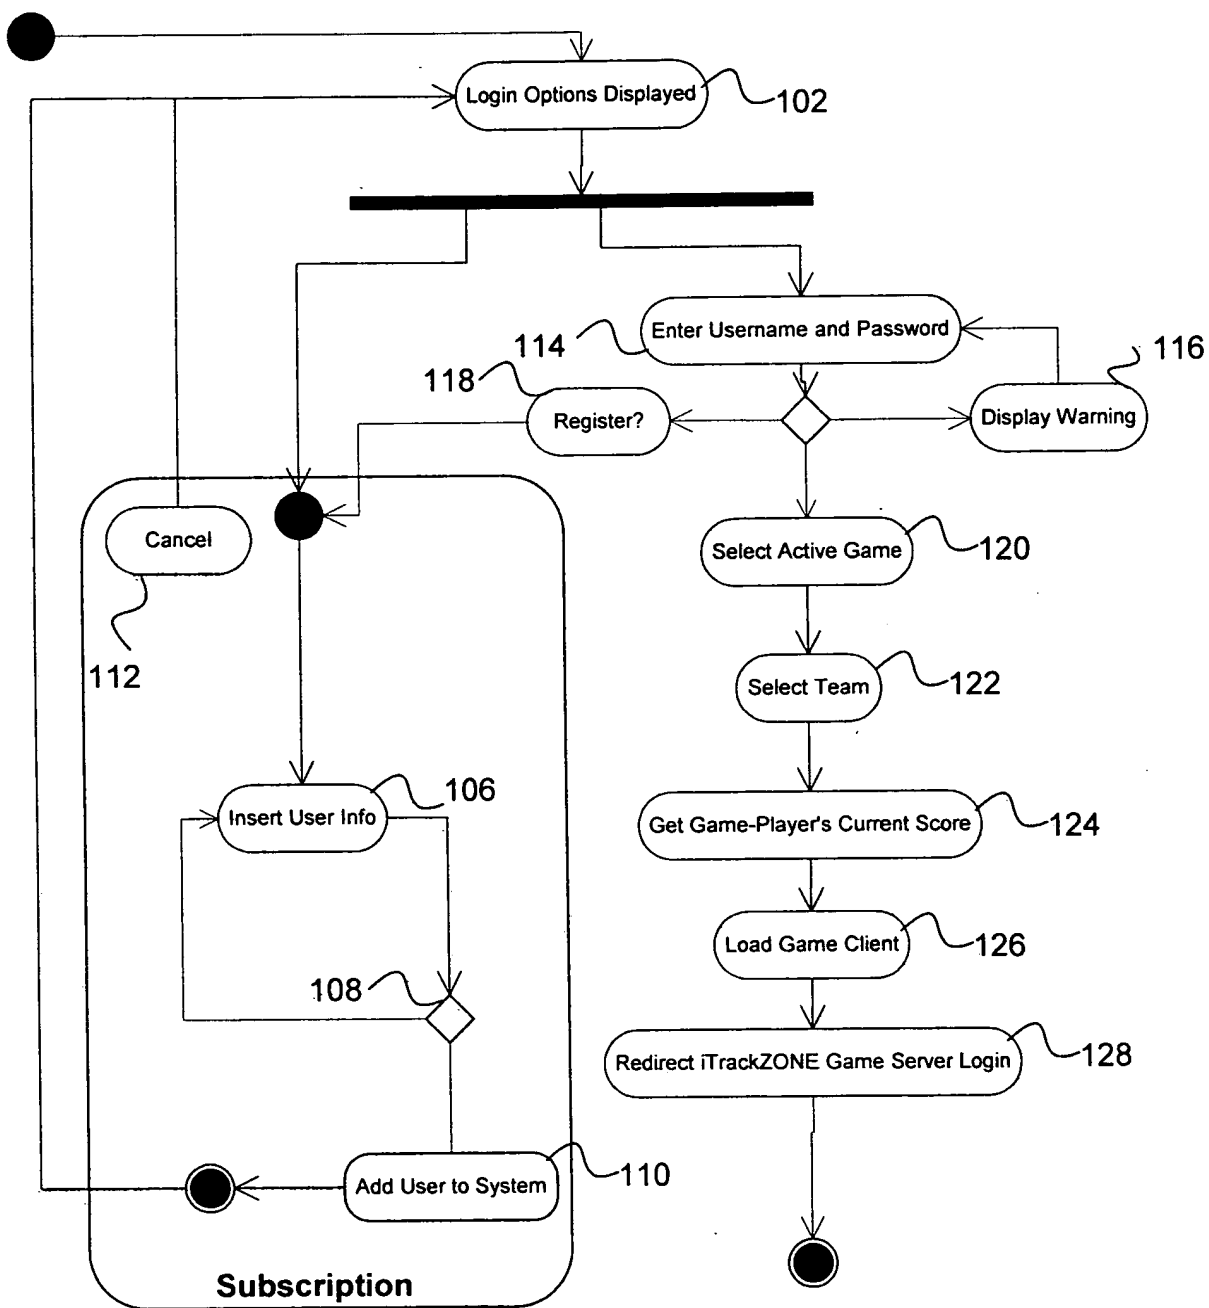 Login Options Displayed
102
Enter Username and Password
114
116
118
Register?
Display Warning
Cancel
112
Select Active Game
120
Select Team
122
106
Insert User Info
Get Game-Player's Current Score
124
Load Game Client
126
108
Redirect iTrackZONE Game Server Login
128
Add User to System
110
Subscription